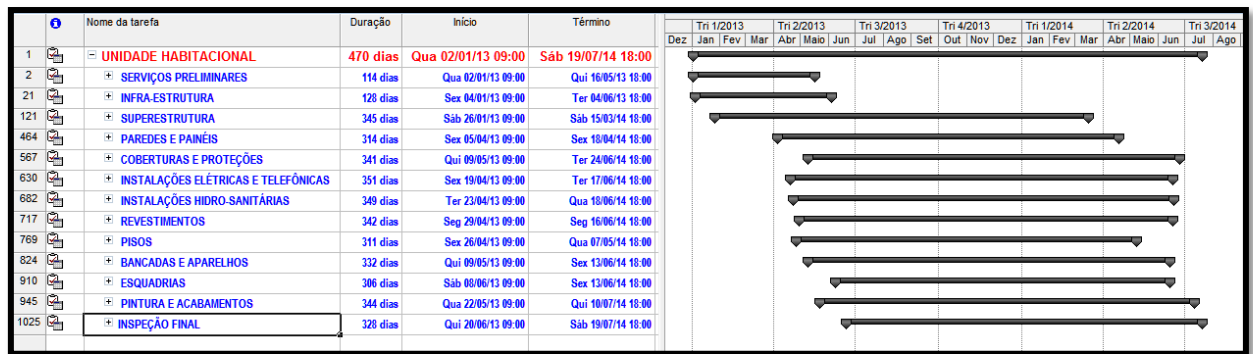 Nome da tarefa Duração Início Término Tri 1/2013 Tri 2/2013 Tri 3/2013 Tri 4/2013 Tri 1/2014 Tri 2/2014 Tri 3/2014
Dez Jan Fev Mar Abr Maio Jun Jul Ago Set Out Nov Dez Jan Fev Mar Abr Maio Jun Jul Ago
1 UNIDADE HABITACIONAL 470 dias Qua 02/01/13 09:00 Sáb 19/07/14 18:00
2 SERVIÇOS PRELIMINARES 114 dias Qua 02/01/13 09:00 Qui 16/05/13 18:00
21 INFRA-ESTRUTURA 128 dias Sex 04/01/13 09:00 Ter 04/06/13 18:00
121 SUPERESTRUTURA 345 dias Sáb 26/01/13 09:00 Sáb 15/03/14 18:00
464 PAREDES E PAINÉIS 314 dias Sex 05/04/13 09:00 Sex 18/04/14 18:00
567 COBERTURAS E PROTEÇÕES 341 dias Qui 09/05/13 09:00 Ter 24/06/14 18:00
630 INSTALAÇÕES ELÉTRICAS E TELEFÔNICAS 351 dias Sex 19/04/13 09:00 Ter 17/06/14 18:00
682 INSTALAÇÕES HIDRO-SANITÁRIAS 349 dias Ter 23/04/13 09:00 Qua 18/06/14 18:00
717 REVESTIMENTOS 342 dias Seg 29/04/13 09:00 Seg 16/06/14 18:00
769 PISOS 311 dias Sex 26/04/13 09:00 Qua 07/05/14 18:00
824 BANCADAS E APARELHOS 332 dias Qui 09/05/13 09:00 Sex 13/06/14 18:00
910 ESQUADRIAS 306 dias Sáb 08/06/13 09:00 Sex 13/06/14 18:00
945 PINTURA E ACABAMENTOS 344 dias Qua 22/05/13 09:00 Qui 10/07/14 18:00
1025 INSPEÇÃO FINAL 328 dias Qui 20/06/13 09:00 Sáb 19/07/14 18:00